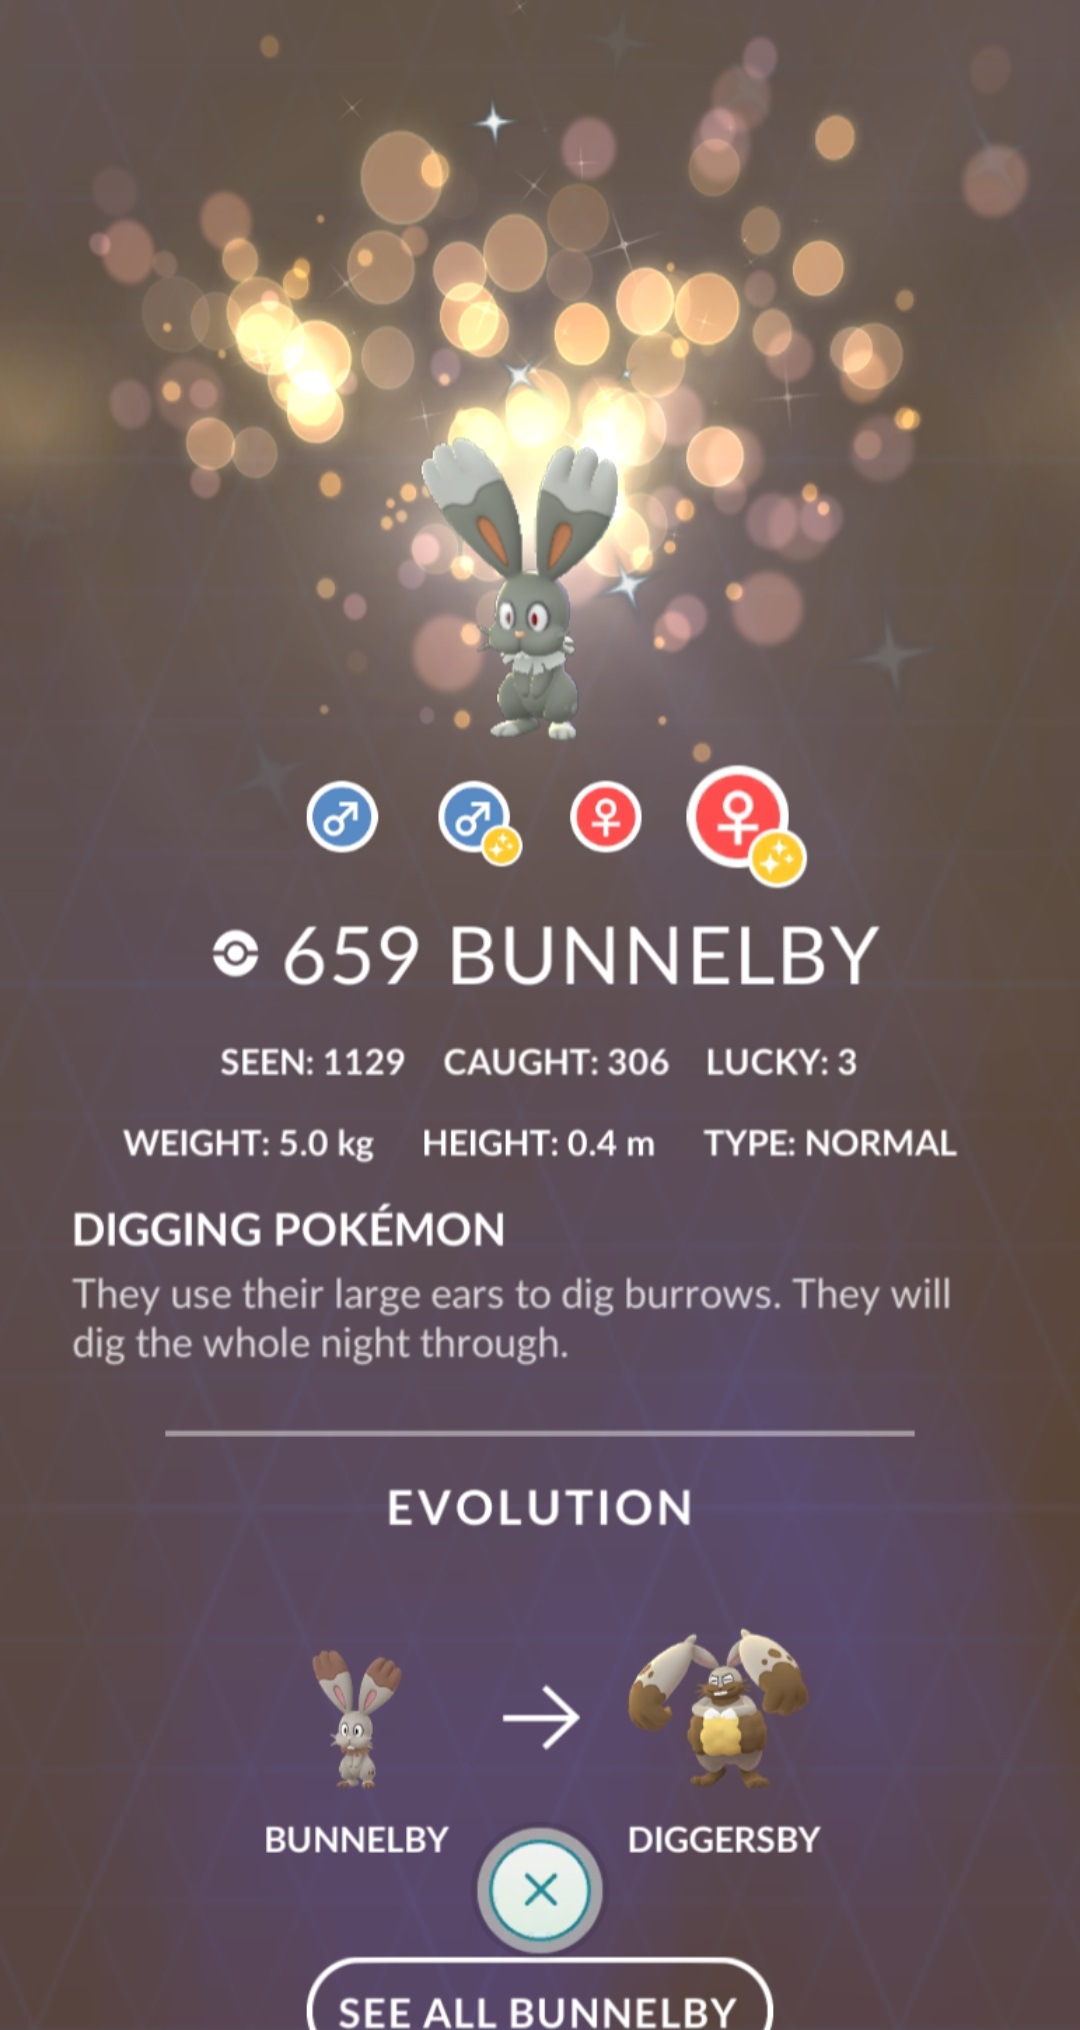 659 BUNNELBY
SEEN: 1129 CAUGHT: 306 LUCKY: 3
WEIGHT: 5.0 kg HEIGHT: 0.4 m TYPE: NORMAL
DIGGING POKÉMON
They use their large ears to dig burrows. They will
dig the whole night through.
EVOLUTION
BUNNELBY DIGGERSBY
SEE ALL BUNNELBY